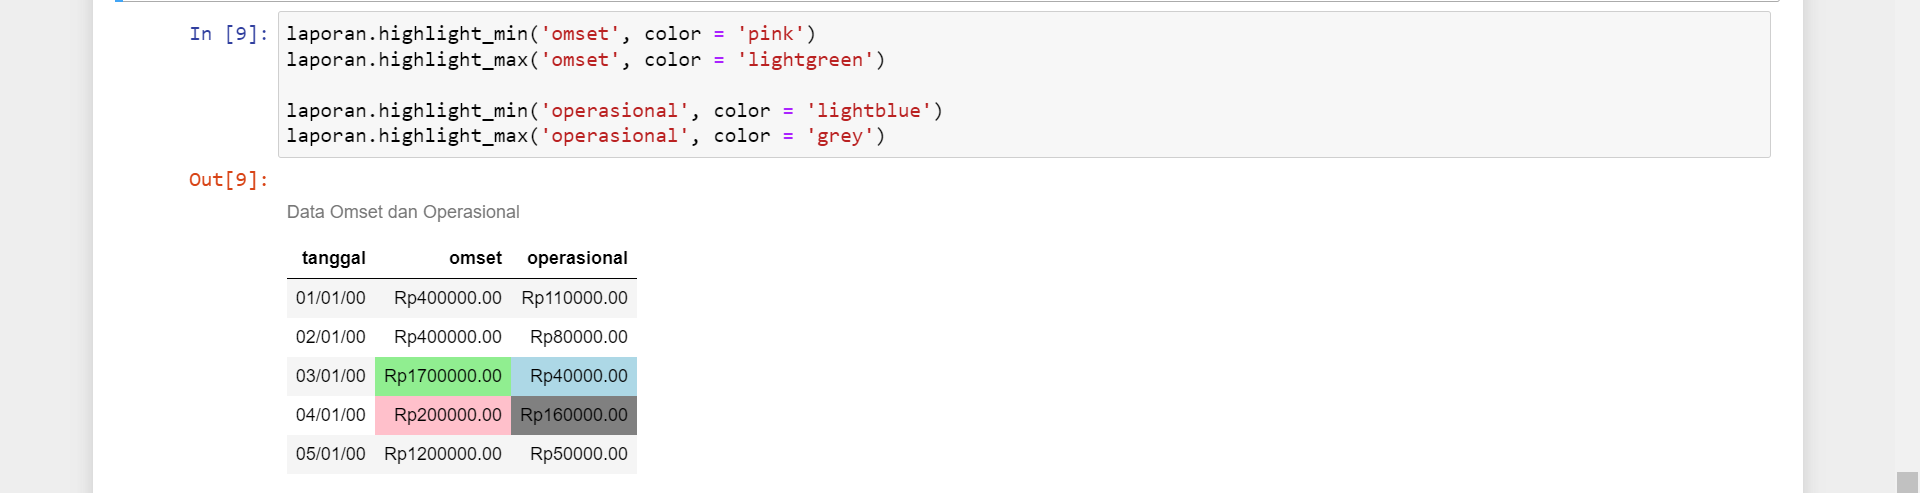 In [9]: laporan.highlight_min('omset', color = 'pink')
laporan.highlight_max('omset', color = 'lightgreen')
laporan.highlight_min('operasional', color = 'lightblue')
laporan.highlight_max('operasional', color = 'grey')
Out[9]:
Data Omset dan Operasional
tanggal omset operasional
01/01/00 Rp400000.00 Rp110000.00
02/01/00 Rp400000.00 Rp80000.00
03/01/00 Rp1700000.00 Rp40000.00
04/01/00 Rp200000.00 Rp160000.00
05/01/00 Rp1200000.00 Rp50000.00